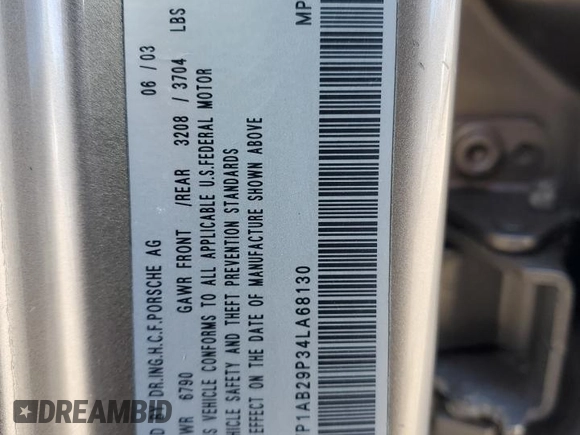 DR.ING.H.C.F.PORSCHE AG 06 / 03
6790 GAWR FRONT /REAR 3208 / 3704 LBS
VEHICLE CONFORMS TO ALL APPLICABLE U.S.FEDERAL MOTOR
VEHICLE SAFETY AND THEFT PREVENTION STANDARDS
EFFECT ON THE DATE OF MANUFACTURE SHOWN ABOVE
P1AB29P34LA68130 MP
DREAMBID